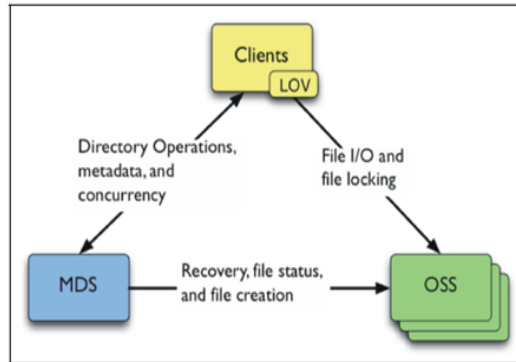 Clients
LOV
Directory Operations,
metadata, and
concurrency
File I/O and
file locking
MDS
Recovery, file status,
and file creation
OSS